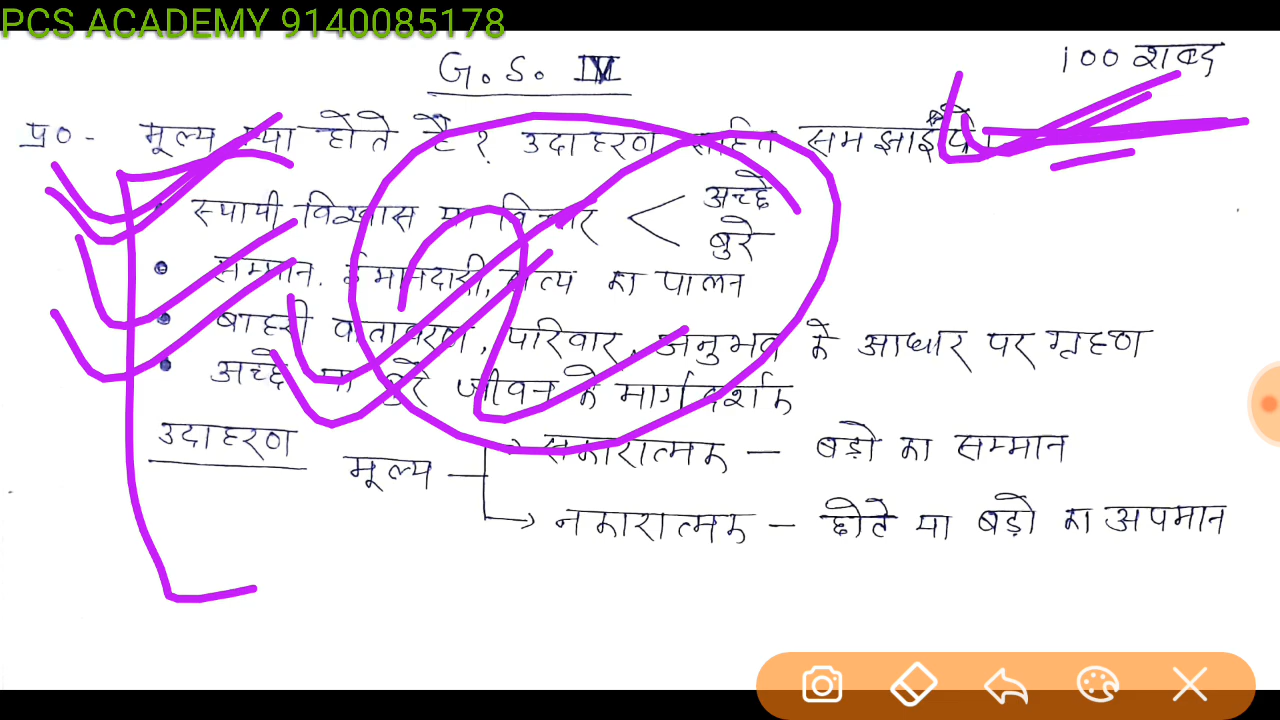 PCS ACADEMY 9140085178
G.S. IV
100 शब्द
प्र०- मूल्य क्या होते है? उदाहरण सहित समझाईये।
स्थायी विश्वास या विचार < अच्छे
बुरे
• सम्मान, ईमानदारी, सत्य का पालन
• बाहरी वातावरण, परिवार, अनुभव के आधार पर गृहण
• अच्छे या बुरे जीवन के मार्गदर्शक
उदाहरण
मूल्य
→ सकारात्मक – बड़ो का सम्मान
→ नकारात्मक – छोटे या बड़ो का अपमान